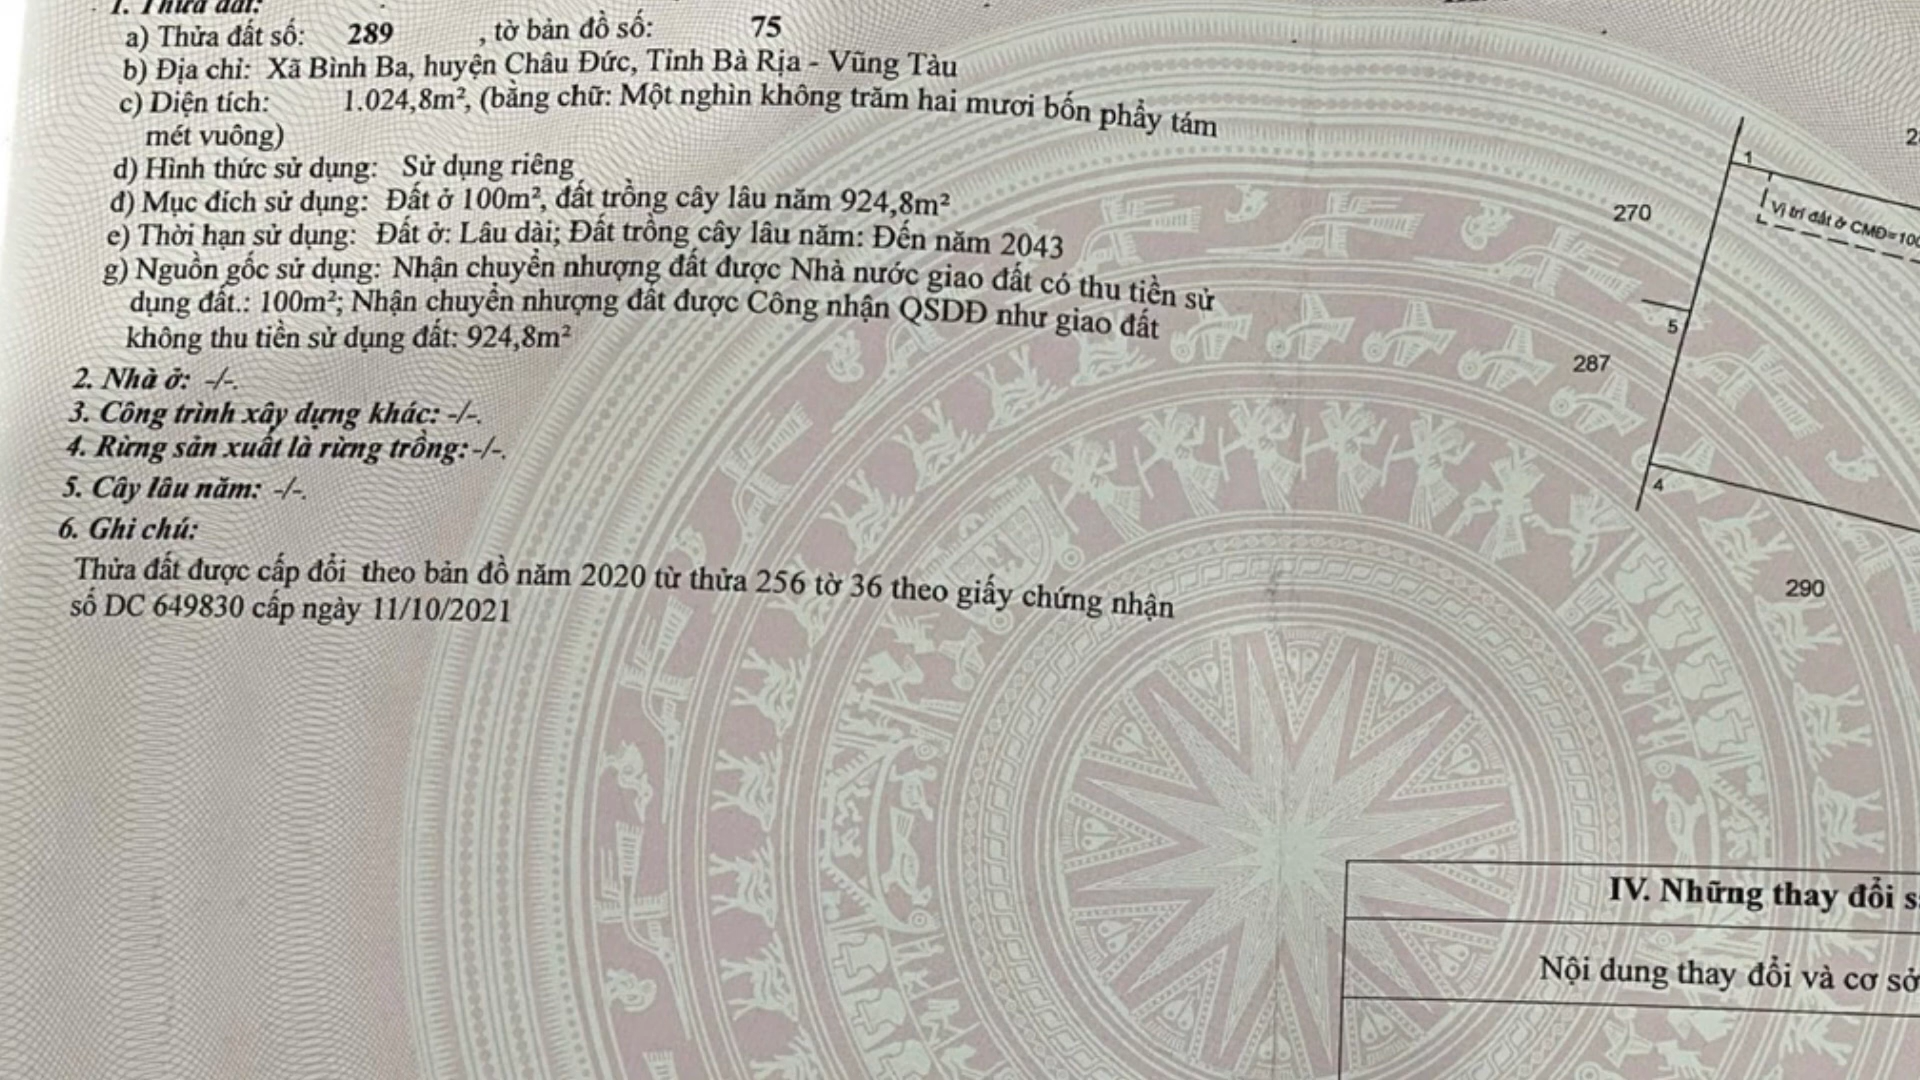 1. Thửa đất:
a) Thửa đất số: 289 , tờ bản đồ số: 75
b) Địa chỉ: Xã Bình Ba, huyện Châu Đức, Tỉnh Bà Rịa - Vũng Tàu
c) Diện tích: 1.024,8m², (bằng chữ: Một nghìn không trăm hai mươi bốn phẩy tám
mét vuông)
d) Hình thức sử dụng: Sử dụng riêng
đ) Mục đích sử dụng: Đất ở 100m², đất trồng cây lâu năm 924,8m²
e) Thời hạn sử dụng: Đất ở: Lâu dài; Đất trồng cây lâu năm: Đến năm 2043
g) Nguồn gốc sử dụng: Nhận chuyển nhượng đất được Nhà nước giao đất có thu tiền sử
dụng đất.: 100m²; Nhận chuyển nhượng đất được Công nhận QSDĐ như giao đất
không thu tiền sử dụng đất: 924,8m²
2. Nhà ở: -/-.
3. Công trình xây dựng khác: -/-.
4. Rừng sản xuất là rừng trồng: -/-.
5. Cây lâu năm: -/-.
6. Ghi chú:
Thửa đất được cấp đổi theo bản đồ năm 2020 từ thửa 256 tờ 36 theo giấy chứng nhận
số DC 649830 cấp ngày 11/10/2021
1
Vị trí đất ở CMĐ=100
270
5
287
4
290
IV. Những thay đổi s
Nội dung thay đổi và cơ sở